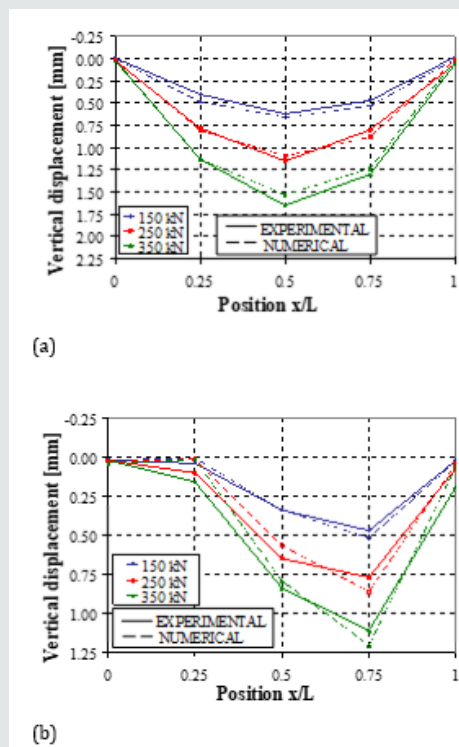 -0.25
0.00
0.25
0.50
0.75
1.00
1.25
1.50
1.75
2.00
2.25
Vertical displacement [mm]
150 kN
250 kN
350 kN
EXPERIMENTAL
NUMERICAL
0 0.25 0.5 0.75 1
Position x/L
(a)
-0.25
0.00
0.25
0.50
0.75
1.00
1.25
Vertical displacement [mm]
150 kN
250 kN
350 kN
EXPERIMENTAL
NUMERICAL
0 0.25 0.5 0.75 1
Position x/L
(b)